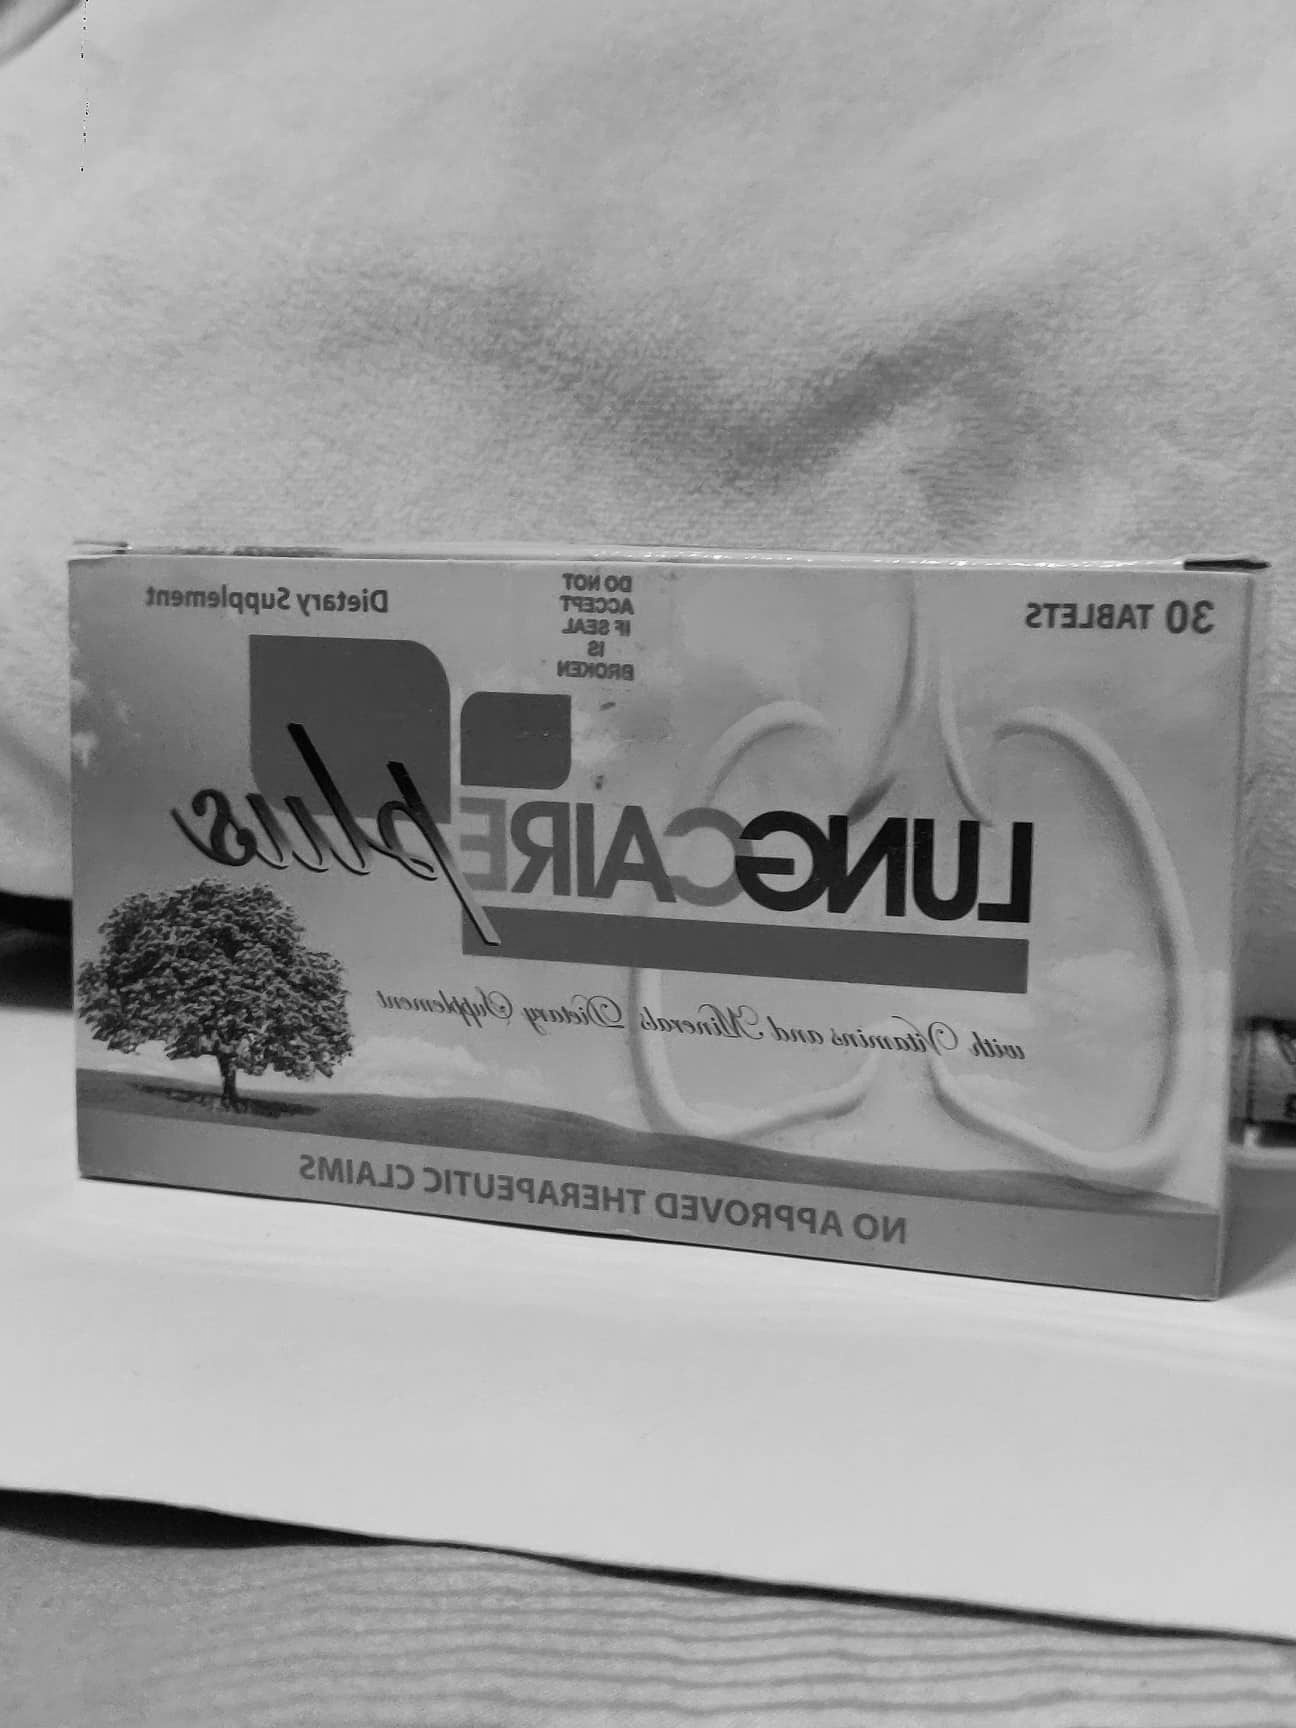 30 TABLETS
DO NOT
ACCEPT
IF SEAL
IS
BROKEN
Dietary Supplement
LUNGCAIRE plus
with Vitamins and Minerals Dietary Supplement
NO APPROVED THERAPEUTIC CLAIMS